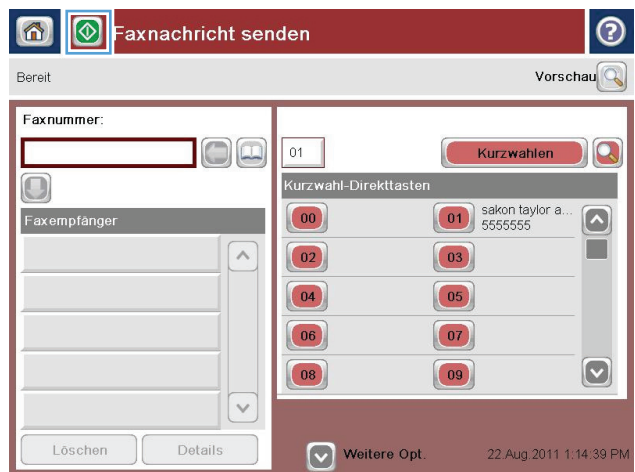 Faxnachricht senden
Bereit
Vorschau
Faxnummer:
01
Kurzwahlen
Kurzwahl-Direkttasten
Faxempfänger
00
01
sakon taylor a...
5555555
02
03
04
05
06
07
08
09
Löschen
Details
Weitere Opt.
22.Aug.2011 1:14:39 PM